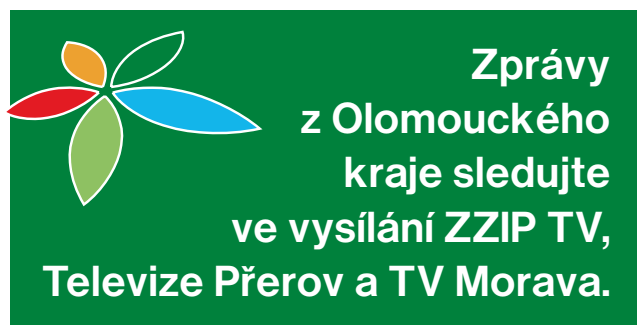 Zprávy
z Olomouckého
kraje sledujte
ve vysílání ZZIP TV,
Televize Přerov a TV Morava.